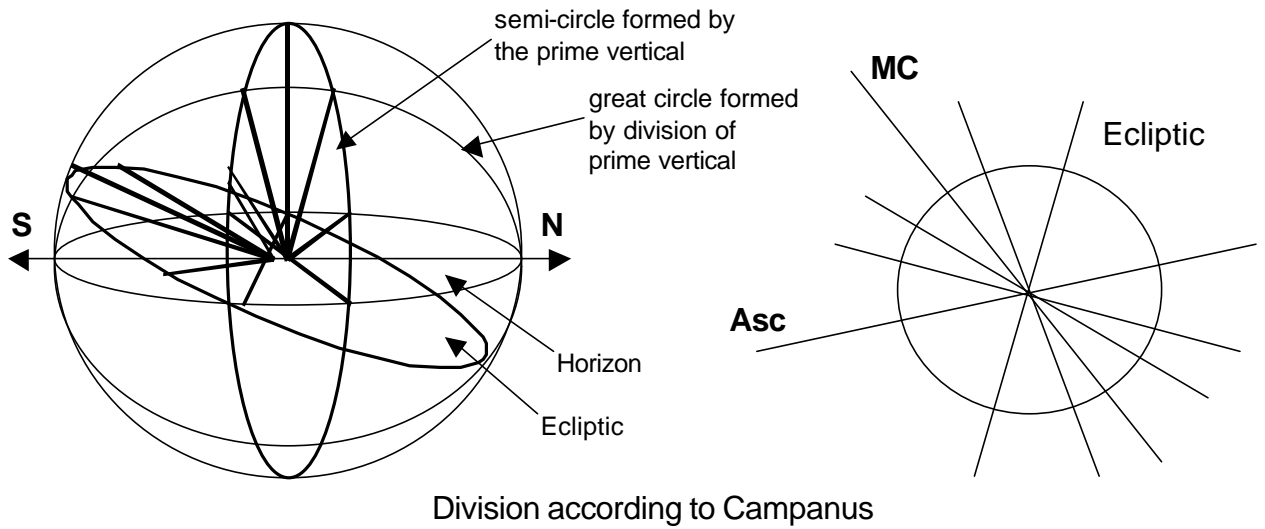 semi-circle formed by
the prime vertical
great circle formed
by division of
prime vertical
S
N
Horizon
Ecliptic
MC
Ecliptic
Asc
Division according to Campanus